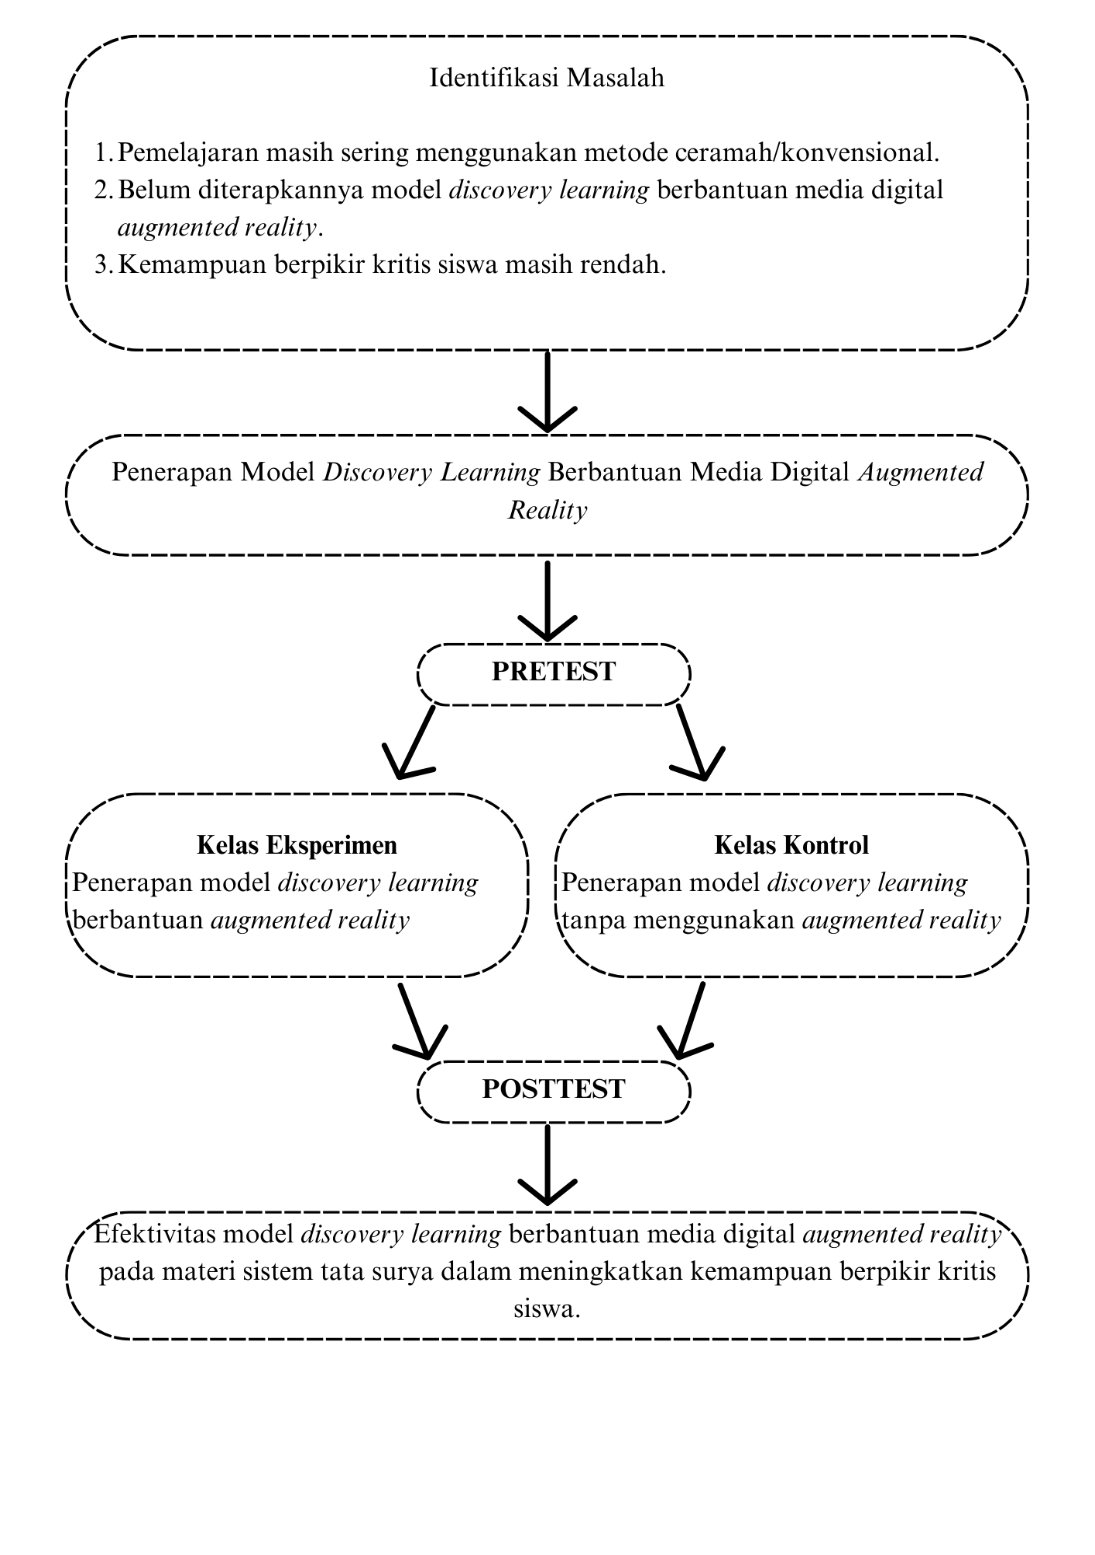 Identifikasi Masalah
1. Pemelajaran masih sering menggunakan metode ceramah/konvensional.
2. Belum diterapkannya model discovery learning berbantuan media digital
augmented reality.
3. Kemampuan berpikir kritis siswa masih rendah.
Penerapan Model Discovery Learning Berbantuan Media Digital Augmented
Reality
PRETEST
Kelas Eksperimen
Penerapan model discovery learning
berbantuan augmented reality
Kelas Kontrol
Penerapan model discovery learning
tanpa menggunakan augmented reality
POSTTEST
Efektivitas model discovery learning berbantuan media digital augmented reality
pada materi sistem tata surya dalam meningkatkan kemampuan berpikir kritis
siswa.